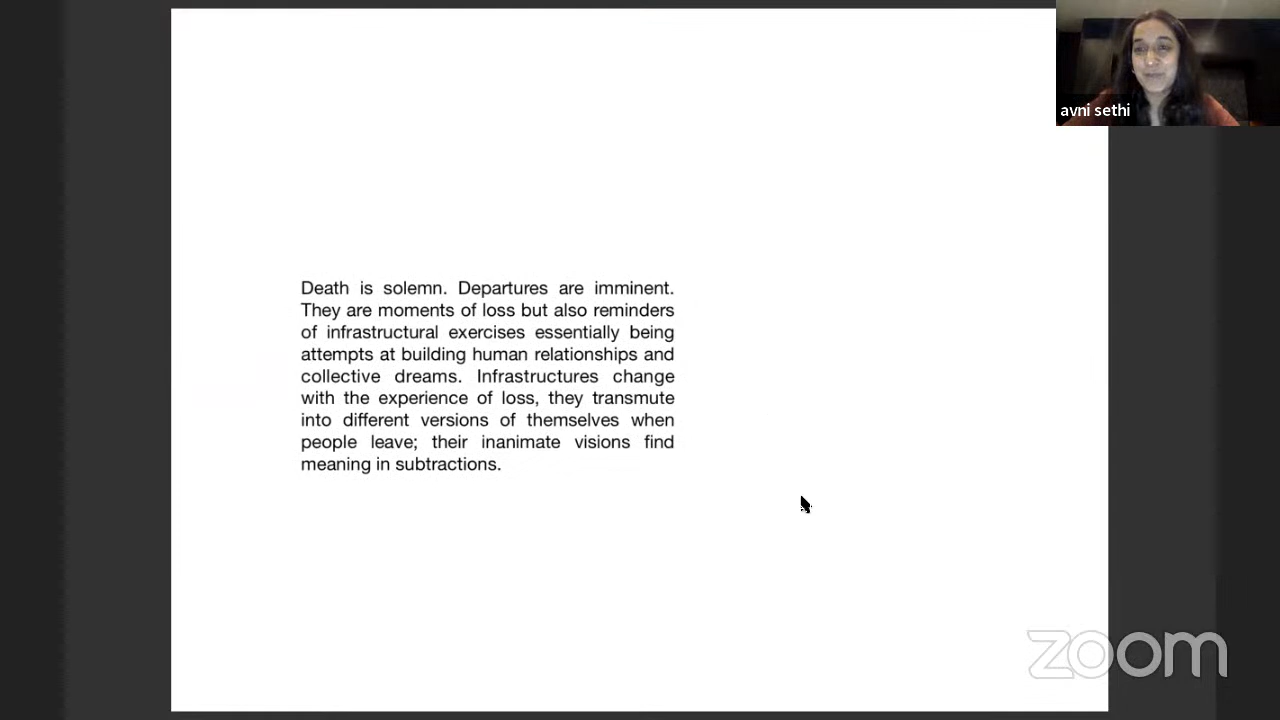 avni sethi
Death is solemn. Departures are imminent.
They are moments of loss but also reminders
of infrastructural exercises essentially being
attempts at building human relationships and
collective dreams. Infrastructures change
with the experience of loss, they transmute
into different versions of themselves when
people leave; their inanimate visions find
meaning in subtractions.
zoom